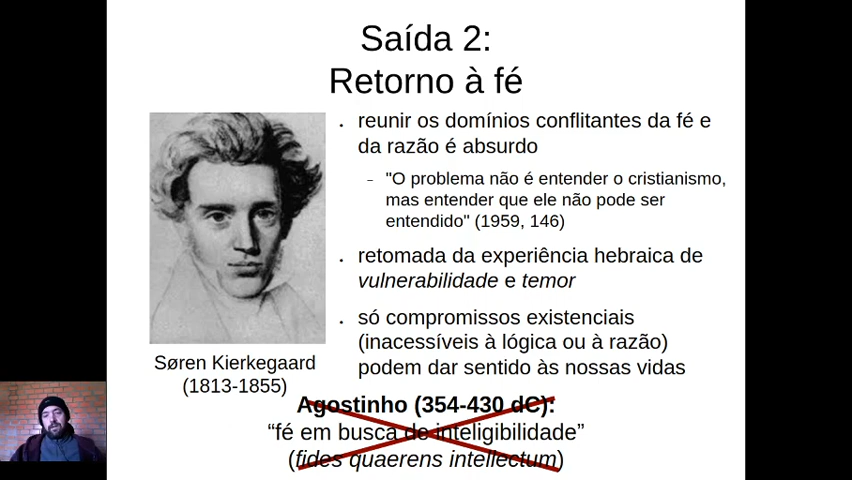 Saída 2:
Retorno à fé
reunir os domínios conflitantes da fé e
da razão é absurdo
"O problema não é entender o cristianismo,
mas entender que ele não pode ser
entendido" (1959, 146)
retomada da experiência hebraica de
vulnerabilidade e temor
só compromissos existenciais
(inacessíveis à lógica ou à razão)
podem dar sentido às nossas vidas
Søren Kierkegaard
(1813-1855)
Agostinho (354-430 dC):
“fé em busca de inteligibilidade”
(fides quaerens intellectum)